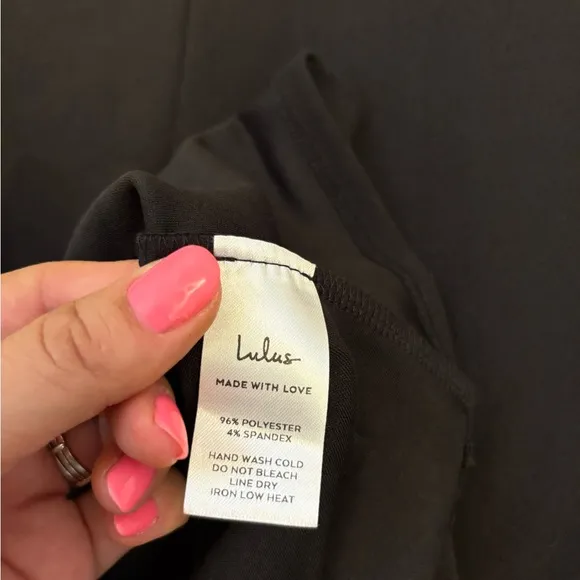 Lulus
MADE WITH LOVE
96% POLYESTER
4% SPANDEX
HAND WASH COLD
DO NOT BLEACH
LINE DRY
IRON LOW HEAT